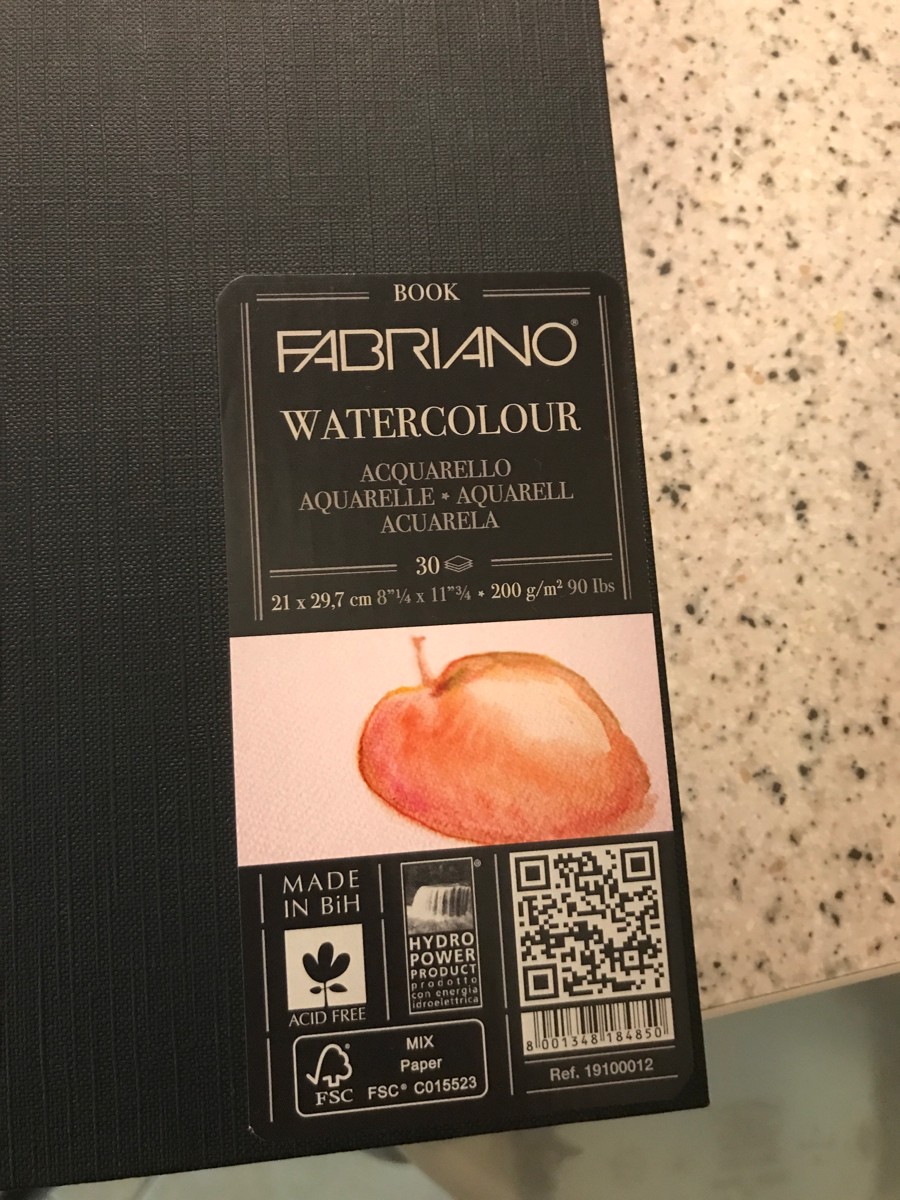 BOOK
FABRIANO®
WATERCOLOUR
ACQUARELLO
AQUARELLE * AQUARELL
ACUARELA
30
21 x 29,7 cm 8"¼ x 11"¾ * 200 g/m² 90 lbs
MADE
IN BiH
ACID FREE
®
HYDRO
POWER
PRODUCT
prodotto
con energia
idroelettrica
FSC®
MIX
Paper
FSC® C015523
8 001348 184850
Ref. 19100012